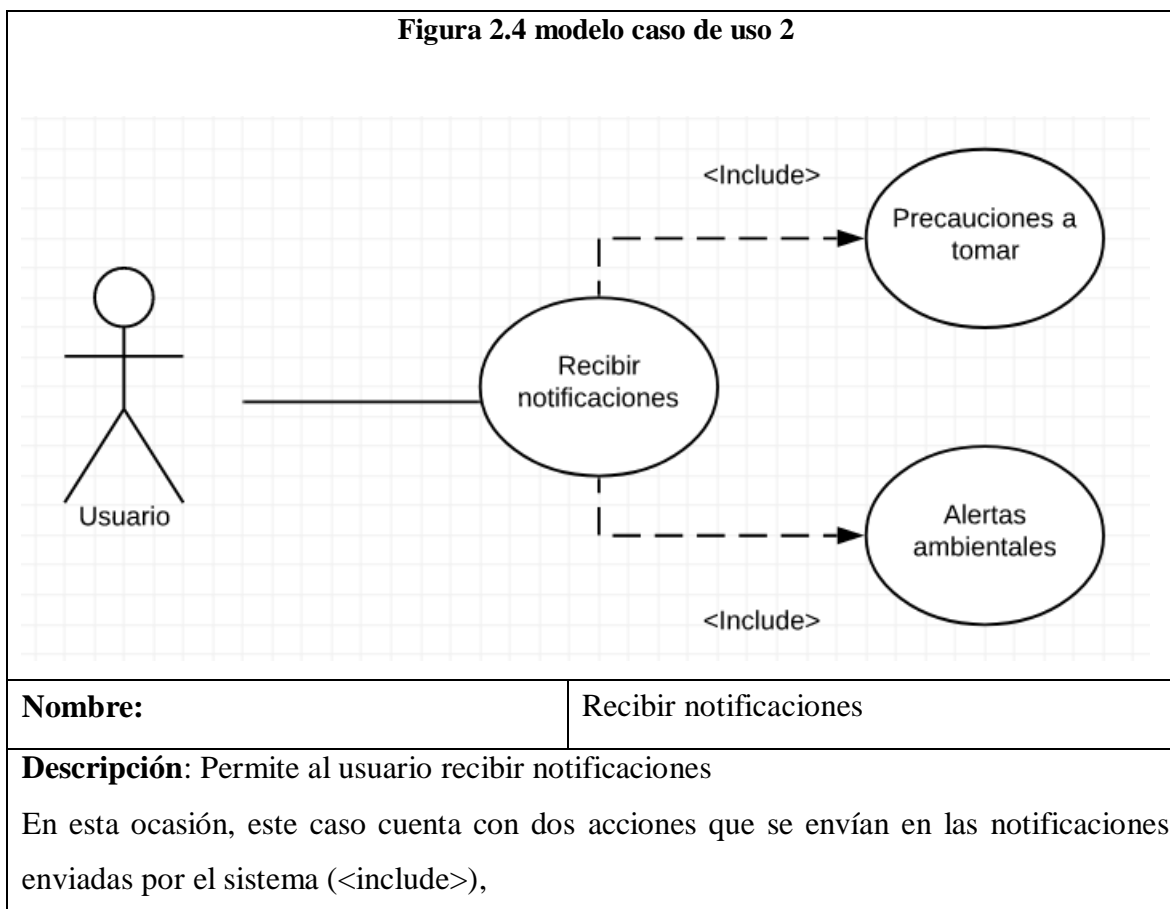 Figura 2.4 modelo caso de uso 2
<Include>
Precauciones a
tomar
Recibir
notificaciones
Usuario
Alertas
ambientales
<Include>
Nombre:
Recibir notificaciones
Descripción: Permite al usuario recibir notificaciones
En esta ocasión, este caso cuenta con dos acciones que se envían en las notificaciones
enviadas por el sistema (<include>),